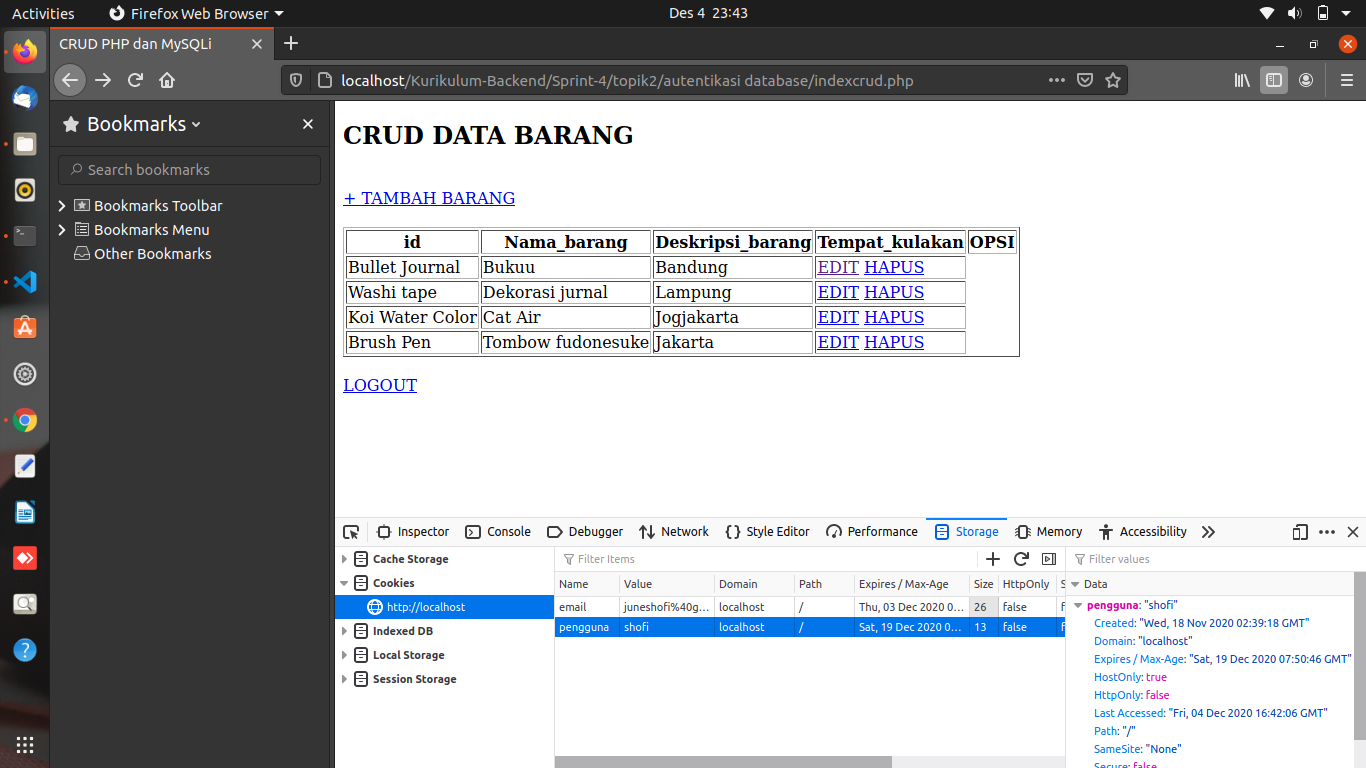 Activities Firefox Web Browser Des 4 23:43
CRUD PHP dan MySQLi
localhost/Kurikulum-Backend/Sprint-4/topik2/autentikasi database/indexcrud.php
Bookmarks
Search bookmarks
Bookmarks Toolbar
Bookmarks Menu
Other Bookmarks
CRUD DATA BARANG
+ TAMBAH BARANG
id Nama_barang Deskripsi_barang Tempat_kulakan OPSI
Bullet Journal Bukuu Bandung EDIT HAPUS
Washi tape Dekorasi jurnal Lampung EDIT HAPUS
Koi Water Color Cat Air Jogjakarta EDIT HAPUS
Brush Pen Tombow fudonesuke Jakarta EDIT HAPUS
LOGOUT
Inspector Console Debugger Network Style Editor Performance Storage Memory Accessibility
Cache Storage
Cookies
http://localhost
Indexed DB
Local Storage
Session Storage
Filter Items
Name Value Domain Path Expires / Max-Age Size HttpOnly S
email juneshofi%40g... localhost / Thu, 03 Dec 2020 0... 26 false f
pengguna shofi localhost / Sat, 19 Dec 2020 0... 13 false f
Filter values
Data
pengguna: "shofi"
Created: "Wed, 18 Nov 2020 02:39:18 GMT"
Domain: "localhost"
Expires / Max-Age: "Sat, 19 Dec 2020 07:50:46 GMT"
HostOnly: true
HttpOnly: false
Last Accessed: "Fri, 04 Dec 2020 16:42:06 GMT"
Path: "/"
SameSite: "None"
Secure: false